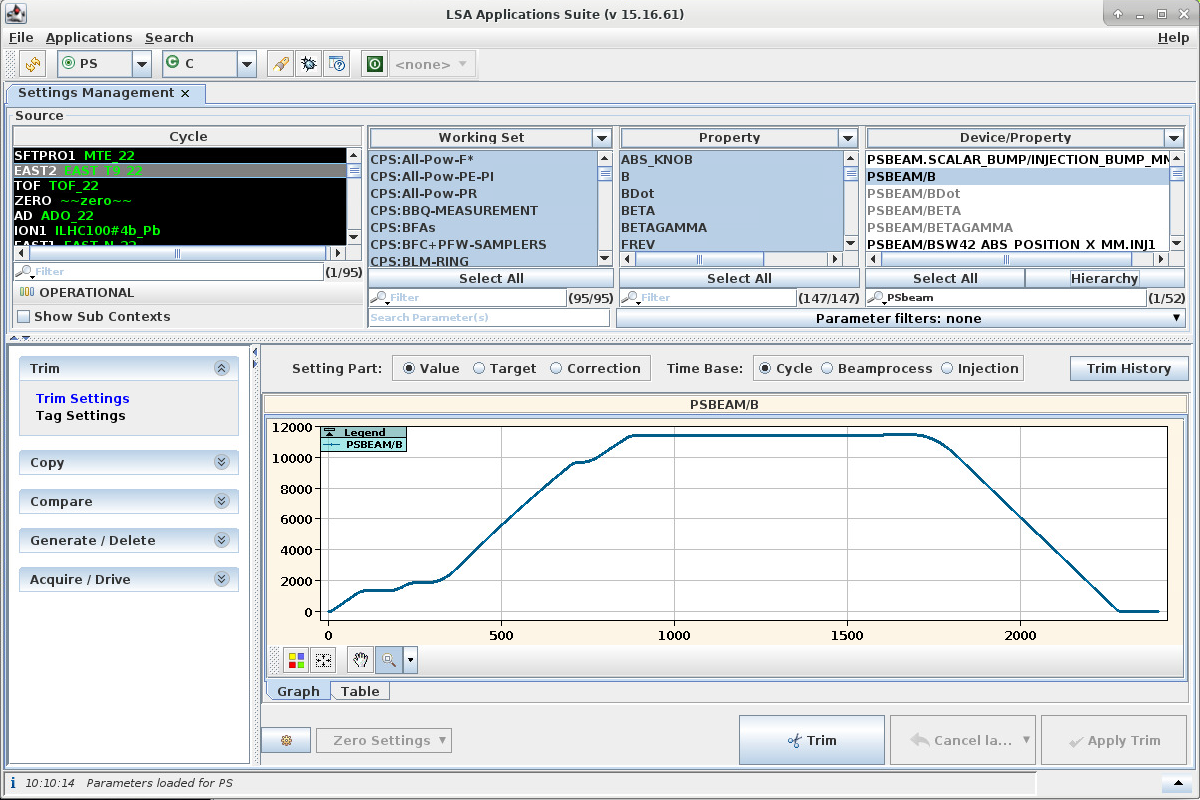 LSA Applications Suite (v 15.16.61)
File Applications Search Help
PS C <none>
Settings Management
Source
Cycle
SFTPRO1 MTE_22
EAST2 EAST_T9_22
TOF TOF_22
ZERO ~~zero~~
AD ADO_22
ION1 ILHC100#4b_Pb
EAST1 EAST_N_22
Filter (1/95)
OPERATIONAL
Show Sub Contexts
Working Set
CPS:All-Pow-F*
CPS:All-Pow-PE-PI
CPS:All-Pow-PR
CPS:BBQ-MEASUREMENT
CPS:BFAs
CPS:BFC+PFW-SAMPLERS
CPS:BLM-RING
Select All
Filter (95/95)
Search Parameter(s)
Property
ABS_KNOB
B
BDot
BETA
BETAGAMMA
FREV
Select All
Filter (147/147)
Device/Property
PSBEAM.SCALAR_BUMP/INJECTION_BUMP_MM
PSBEAM/B
PSBEAM/BDot
PSBEAM/BETA
PSBEAM/BETAGAMMA
PSBEAM/BSW42_ABS_POSITION_X_MM.INJ1
Select All Hierarchy
PSbeam (1/52)
Parameter filters: none
Trim
Trim Settings
Tag Settings
Copy
Compare
Generate / Delete
Acquire / Drive
Setting Part: Value Target Correction Time Base: Cycle Beamprocess Injection Trim History
PSBEAM/B
Legend
PSBEAM/B
12000
10000
8000
6000
4000
2000
0
0 500 1000 1500 2000
Graph Table
Zero Settings Trim Cancel la... Apply Trim
10:10:14 Parameters loaded for PS